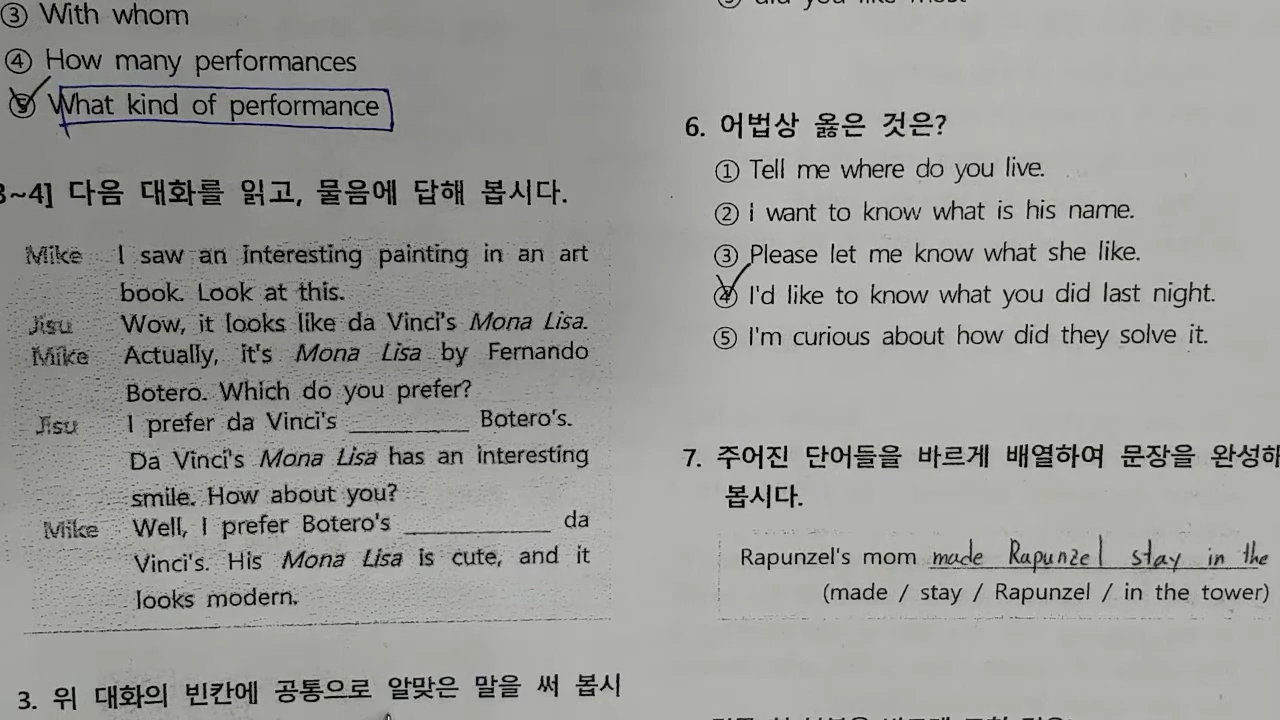 ③ With whom
④ How many performances
⑤ What kind of performance
3~4] 다음 대화를 읽고, 물음에 답해 봅시다.
Mike I saw an interesting painting in an art
book. Look at this.
Jisu Wow, it looks like da Vinci's Mona Lisa.
Mike Actually, it's Mona Lisa by Fernando
Botero. Which do you prefer?
Jisu I prefer da Vinci's ________ Botero's.
Da Vinci's Mona Lisa has an interesting
smile. How about you?
Mike Well, I prefer Botero's ________ da
Vinci's. His Mona Lisa is cute, and it
looks modern.
3. 위 대화의 빈칸에 공통으로 알맞은 말을 써 봅시
6. 어법상 옳은 것은?
① Tell me where do you live.
② I want to know what is his name.
③ Please let me know what she like.
④ I'd like to know what you did last night.
⑤ I'm curious about how did they solve it.
7. 주어진 단어들을 바르게 배열하여 문장을 완성해
봅시다.
Rapunzel's mom made Rapunzel stay in the
(made / stay / Rapunzel / in the tower)